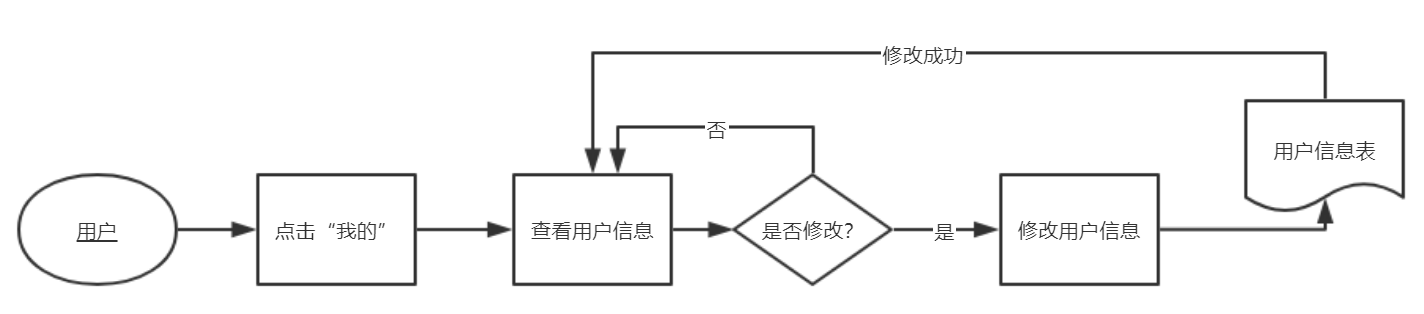 修改成功
否
用户信息表
用户
点击“我的”
查看用户信息
是否修改？
是
修改用户信息